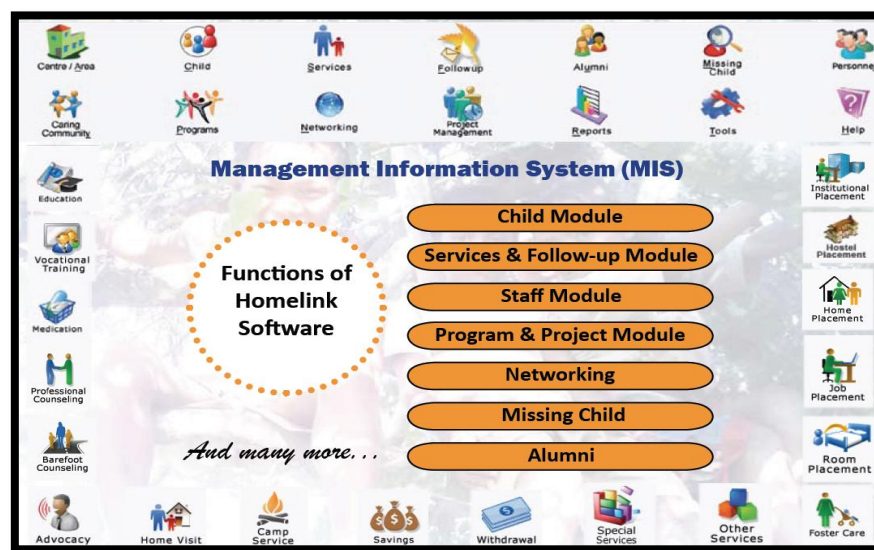 Centre / Area
Child
Services
Followup
Alumni
Missing
Child
Personne
Caring
Community
Programs
Networking
Project
Management
Reports
Tools
Help
Management Information System (MIS)
Education
Vocational
Training
Medication
Professional
Counseling
Barefoot
Counseling
Functions of
Homelink
Software
And many more...
Child Module
Services & Follow-up Module
Staff Module
Program & Project Module
Networking
Missing Child
Alumni
Institutional
Placement
Hostel
Placement
Home
Placement
Job
Placement
Room
Placement
Advocacy
Home Visit
Camp
Service
Savings
Withdrawal
Special
Services
Other
Services
Foster Care